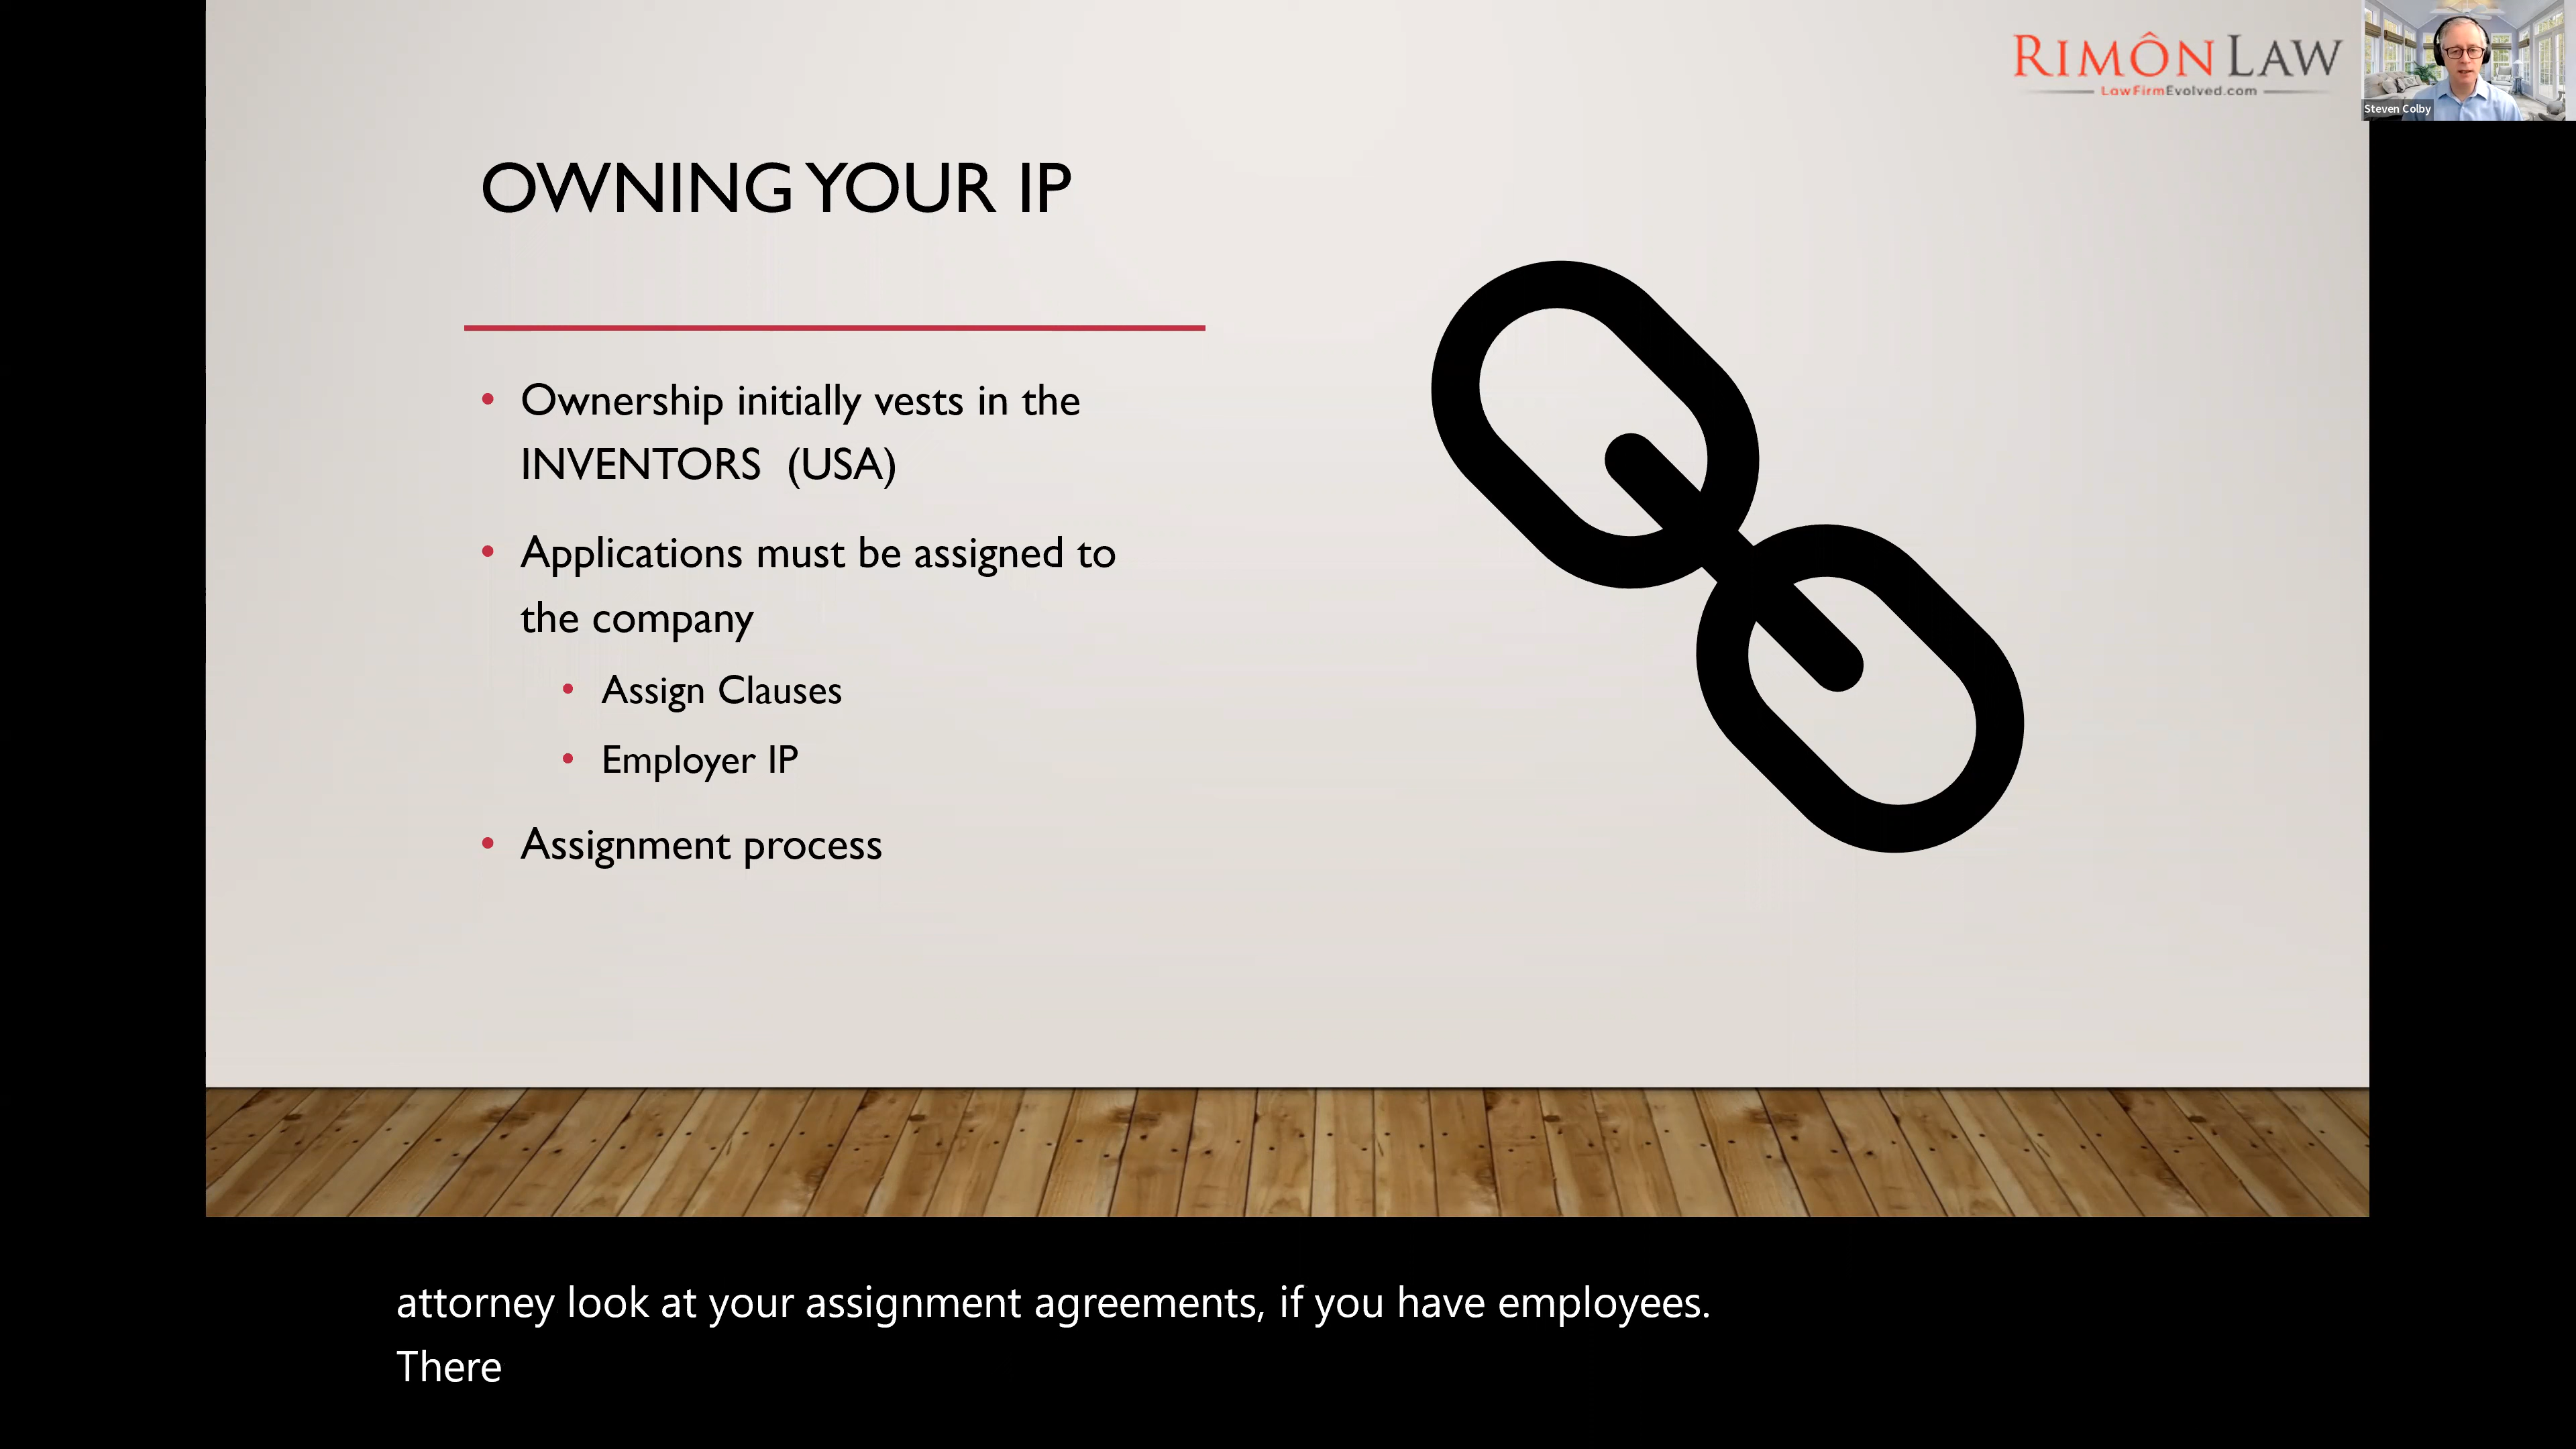 RIMÔN LAW
LawFirmEvolved.com
Steven Colby
OWNING YOUR IP
• Ownership initially vests in the
INVENTORS (USA)
• Applications must be assigned to
the company
• Assign Clauses
• Employer IP
• Assignment process
attorney look at your assignment agreements, if you have employees.
There